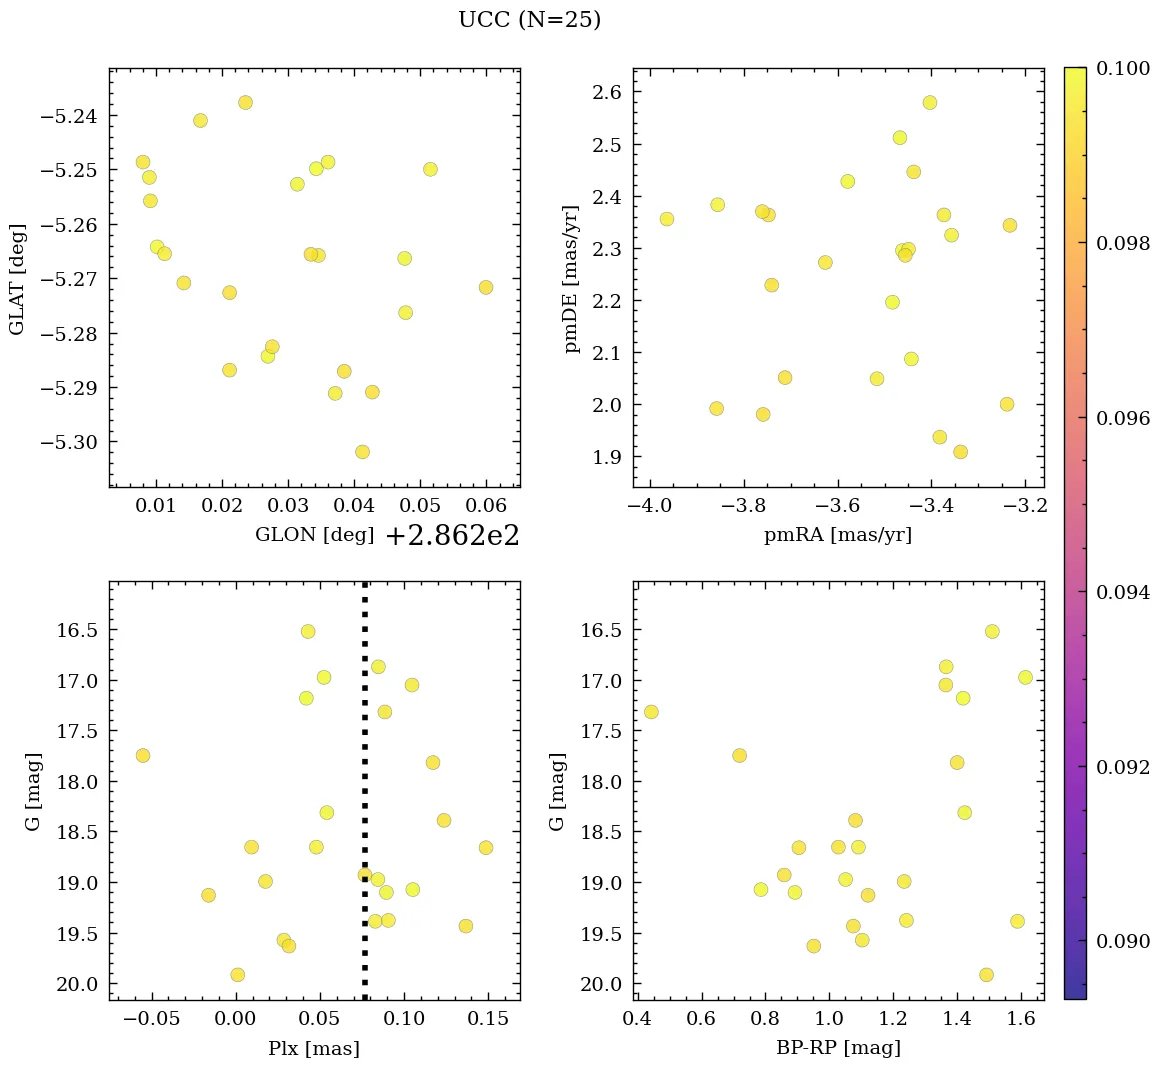 UCC (N=25)
−5.24
−5.25
−5.26
−5.27
−5.28
−5.29
−5.30
GLAT [deg]
0.01 0.02 0.03 0.04 0.05 0.06
GLON [deg] +2.862e2
2.6
2.5
2.4
2.3
2.2
2.1
2.0
1.9
pmDE [mas/yr]
−4.0 −3.8 −3.6 −3.4 −3.2
pmRA [mas/yr]
16.5
17.0
17.5
18.0
18.5
19.0
19.5
20.0
G [mag]
−0.05 0.00 0.05 0.10 0.15
Plx [mas]
16.5
17.0
17.5
18.0
18.5
19.0
19.5
20.0
G [mag]
0.4 0.6 0.8 1.0 1.2 1.4 1.6
BP-RP [mag]
0.100
0.098
0.096
0.094
0.092
0.090